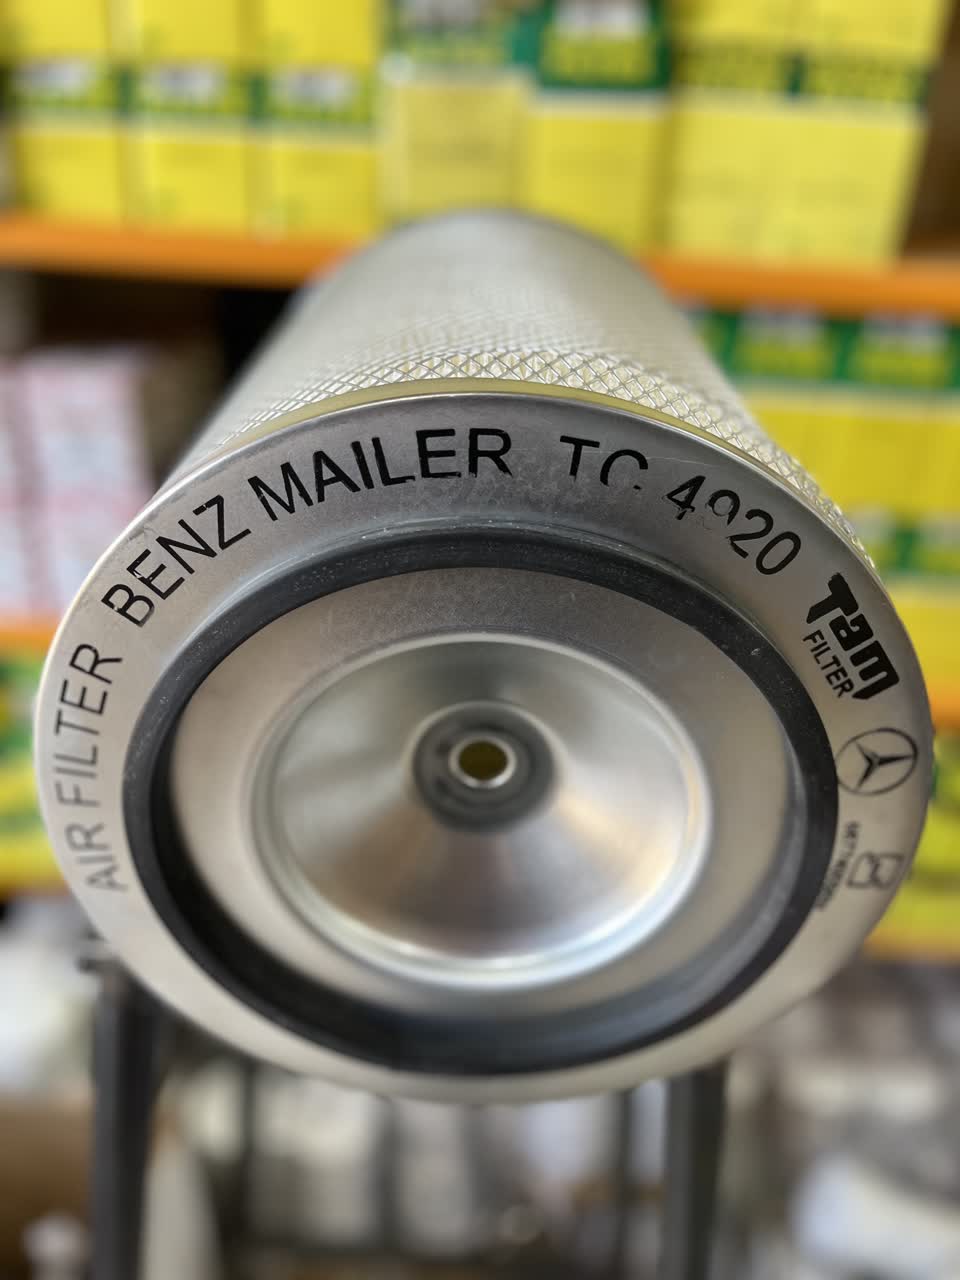 AIR FILTER BENZ MAILER TC 4920
Tam
FILTER